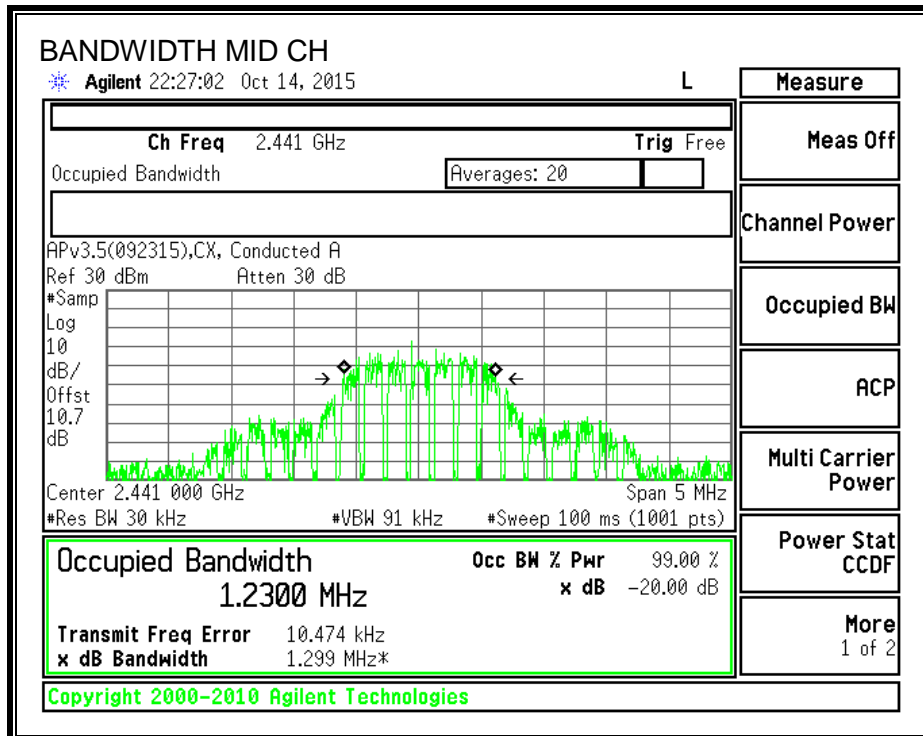 BANDWIDTH MID CH
Agilent 22:27:02 Oct 14, 2015 L
Measure
Ch Freq 2.441 GHz Trig Free
Occupied Bandwidth Averages: 20
APv3.5(092315),CX, Conducted A
Ref 30 dBm Atten 30 dB
#Samp
Log
10
dB/
Offst
10.7
dB
Center 2.441 000 GHz Span 5 MHz
#Res BW 30 kHz #VBW 91 kHz #Sweep 100 ms (1001 pts)
Occupied Bandwidth Occ BW % Pwr 99.00 %
1.2300 MHz x dB -20.00 dB
Transmit Freq Error 10.474 kHz
x dB Bandwidth 1.299 MHz*
Meas Off
Channel Power
Occupied BW
ACP
Multi Carrier
Power
Power Stat
CCDF
More
1 of 2
Copyright 2000-2010 Agilent Technologies